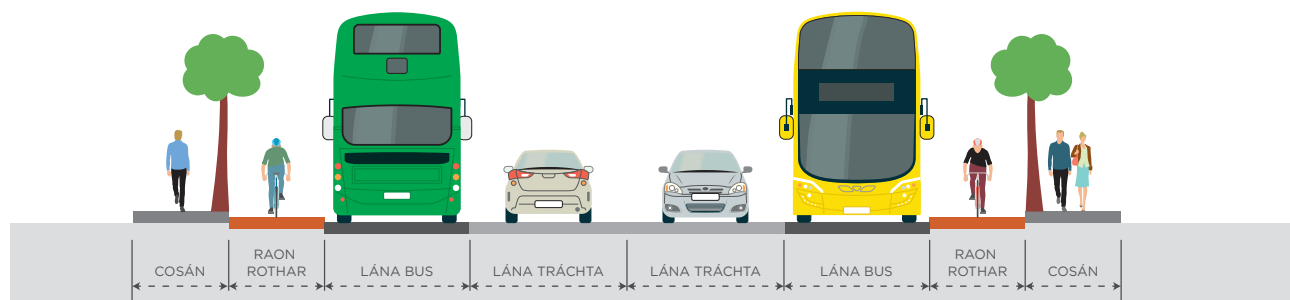 COSÁN
RAON
ROTHAR
LÁNA BUS
LÁNA TRÁCHTA
LÁNA TRÁCHTA
LÁNA BUS
RAON
ROTHAR
COSÁN